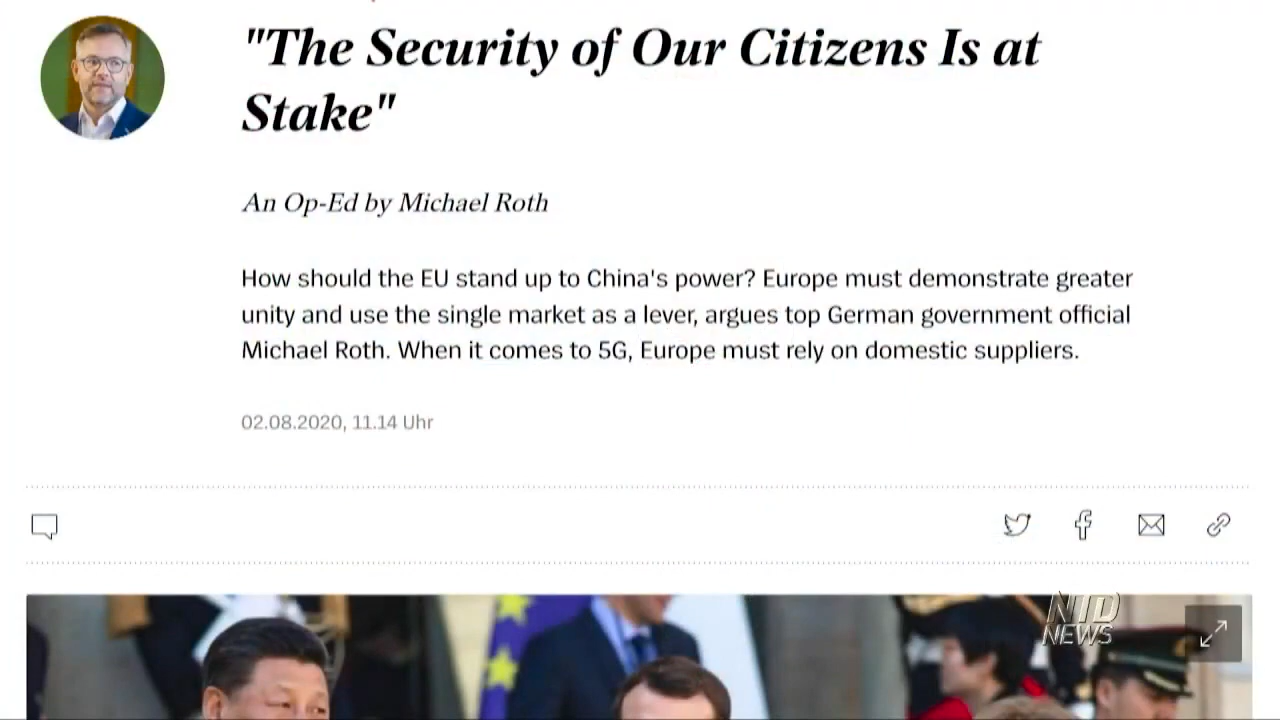 "The Security of Our Citizens Is at
Stake"
An Op-Ed by Michael Roth
How should the EU stand up to China's power? Europe must demonstrate greater
unity and use the single market as a lever, argues top German government official
Michael Roth. When it comes to 5G, Europe must rely on domestic suppliers.
02.08.2020, 11.14 Uhr
NTD
NEWS